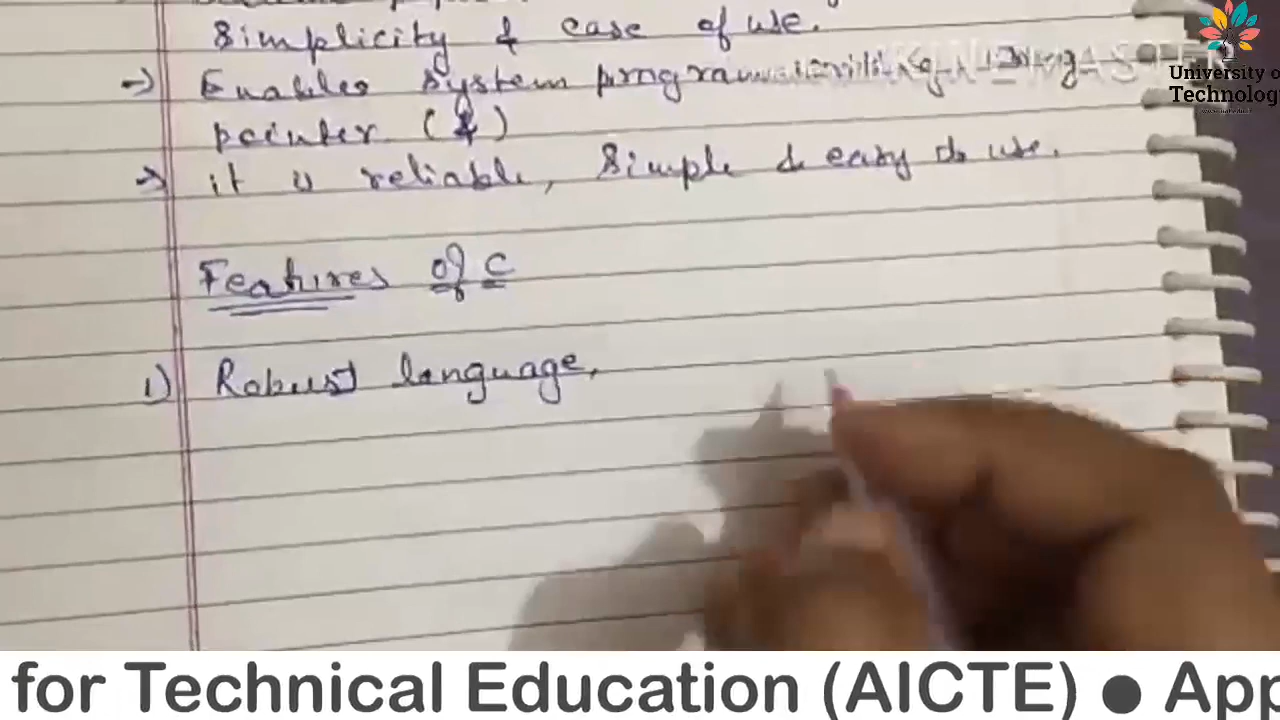 Simplicity & ease of use.
→ Enables system programming using
pointer (*)
→ it is reliable, Simple & easy to use.
Features of C
1) Robust language,
University of
Technology
for Technical Education (AICTE) ● App